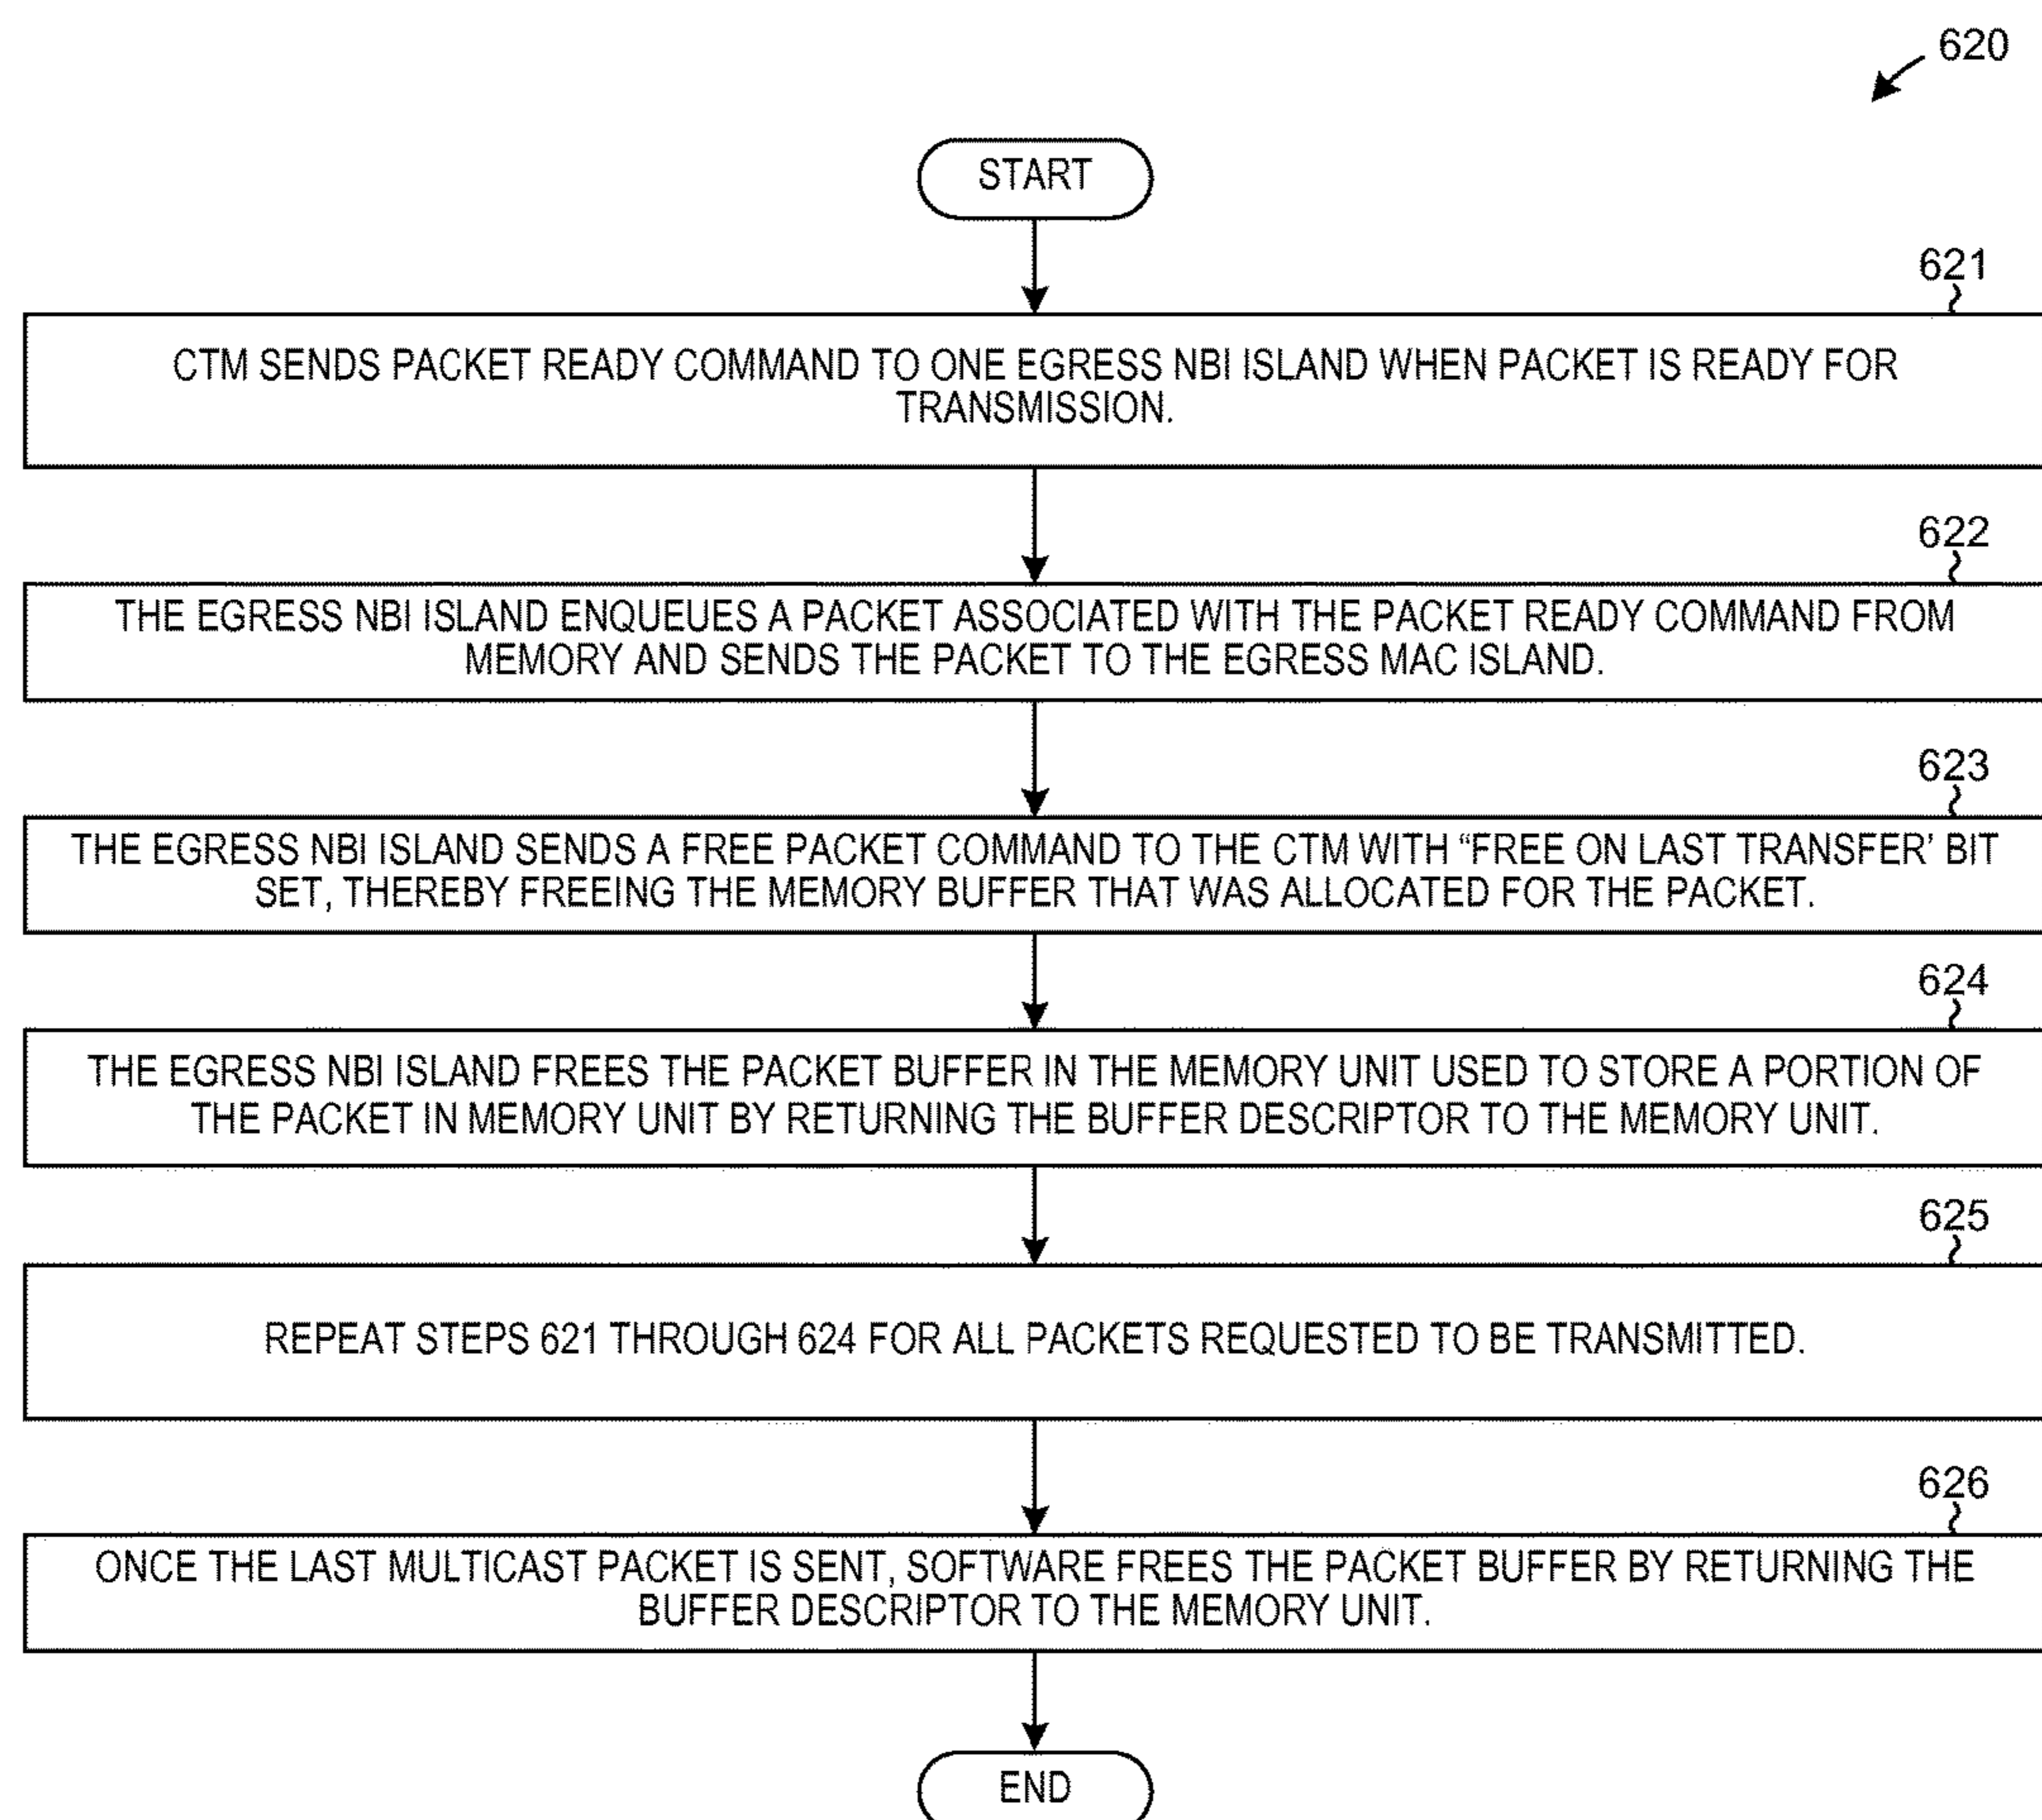 620
START
621
CTM SENDS PACKET READY COMMAND TO ONE EGRESS NBI ISLAND WHEN PACKET IS READY FOR
TRANSMISSION.
622
THE EGRESS NBI ISLAND ENQUEUES A PACKET ASSOCIATED WITH THE PACKET READY COMMAND FROM
MEMORY AND SENDS THE PACKET TO THE EGRESS MAC ISLAND.
623
THE EGRESS NBI ISLAND SENDS A FREE PACKET COMMAND TO THE CTM WITH “FREE ON LAST TRANSFER’ BIT
SET, THEREBY FREEING THE MEMORY BUFFER THAT WAS ALLOCATED FOR THE PACKET.
624
THE EGRESS NBI ISLAND FREES THE PACKET BUFFER IN THE MEMORY UNIT USED TO STORE A PORTION OF
THE PACKET IN MEMORY UNIT BY RETURNING THE BUFFER DESCRIPTOR TO THE MEMORY UNIT.
625
REPEAT STEPS 621 THROUGH 624 FOR ALL PACKETS REQUESTED TO BE TRANSMITTED.
626
ONCE THE LAST MULTICAST PACKET IS SENT, SOFTWARE FREES THE PACKET BUFFER BY RETURNING THE
BUFFER DESCRIPTOR TO THE MEMORY UNIT.
END